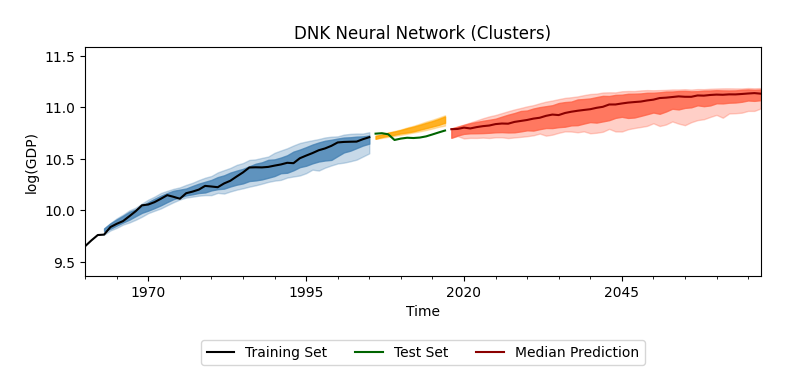 DNK Neural Network (Clusters)
log(GDP)
11.5
11.0
10.5
10.0
9.5
1970 1995 2020 2045
Time
Training Set Test Set Median Prediction